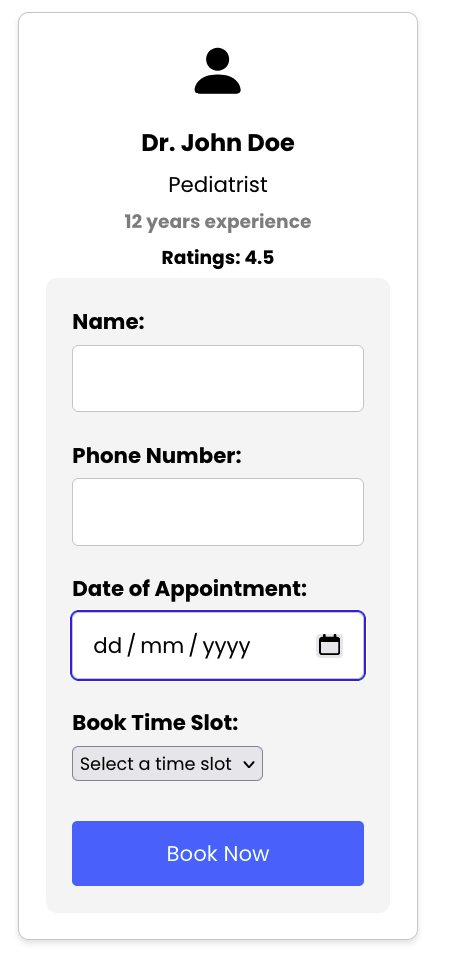 Dr. John Doe
Pediatrist
12 years experience
Ratings: 4.5
Name:
Phone Number:
Date of Appointment:
dd/mm/yyyy
Book Time Slot:
Select a time slot
Book Now